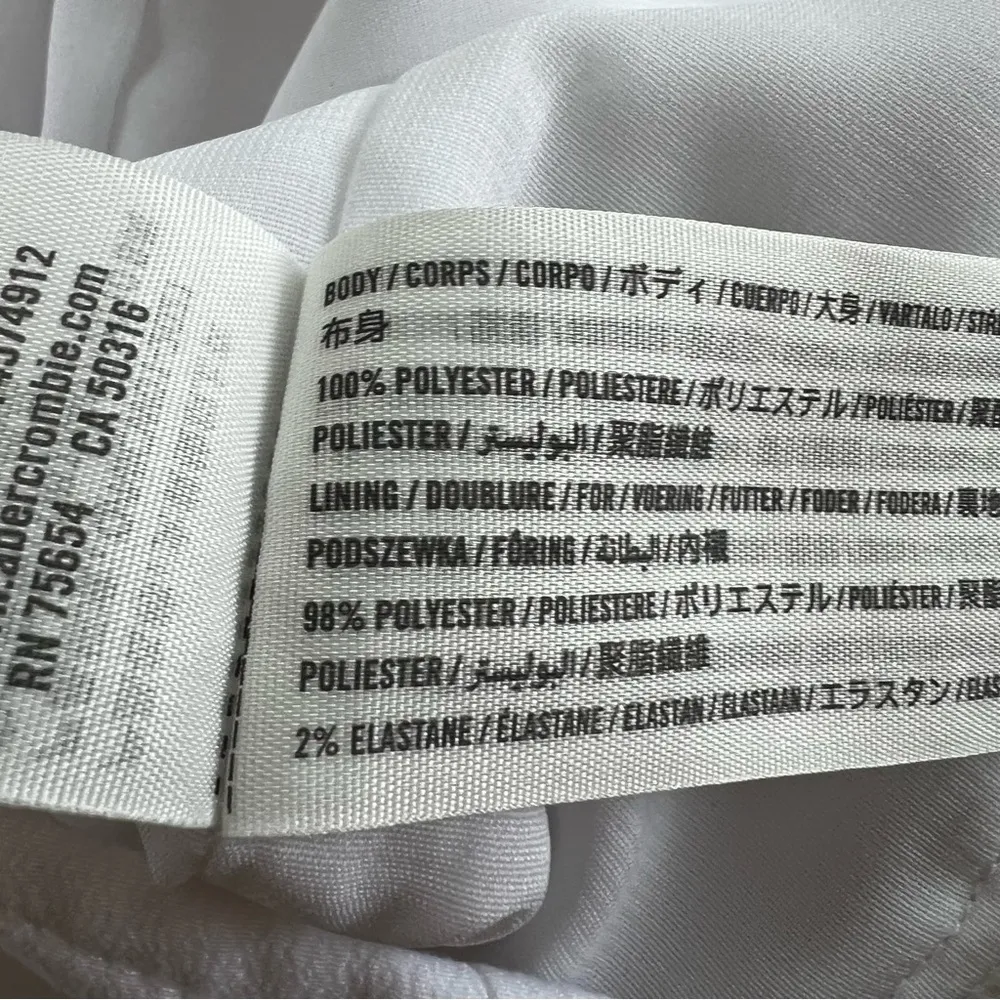 abercrombie.com
RN 75654 CA 50316
BODY / CORPS / CORPO / ボディ / CUERPO / 大身 / VARTALO /
布身
100% POLYESTER / POLIESTERE / ポリエステル / POLIÉSTER /
POLIESTER / البوليستر / 聚脂纖維
LINING / DOUBLURE / FOR / VOERING / FUTTER / FODER / FODERA / 裏地
PODSZEWKA / FÓRING / البطانة / 内襯
98% POLYESTER / POLIESTERE / ポリエステル / POLIÉSTER /
POLIESTER / البوليستر / 聚脂纖維
2% ELASTANE / ÉLASTANE / ELASTAN / ELASTAAN / エラスタン /